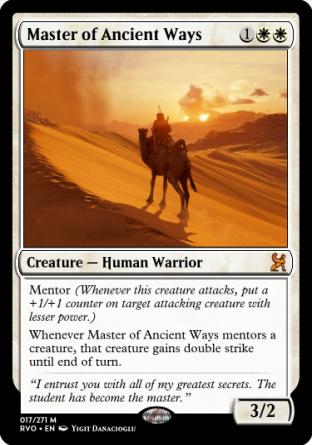 Master of Ancient Ways 1
Creature — Human Warrior
Mentor (Whenever this creature attacks, put a
+1/+1 counter on target attacking creature with
lesser power.)
Whenever Master of Ancient Ways mentors a
creature, that creature gains double strike
until end of turn.
“I entrust you with all of my greatest secrets. The
student has become the master.”
017/271 M
RVO • EN Yigit Danacioglu
3/2